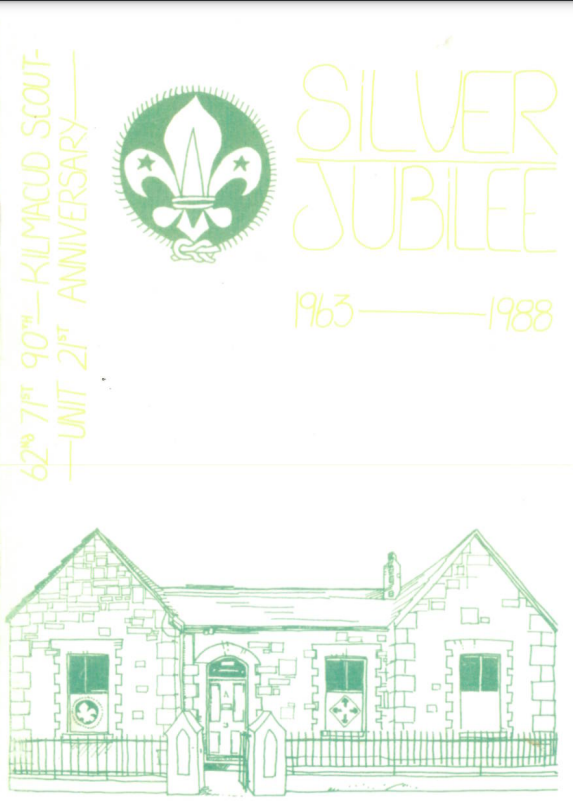 SILVER
JUBILEE
1963 — 1988
62ND 71ST 90TH — KILMACUD SCOUT-
— UNIT 21ST ANNIVERSARY —